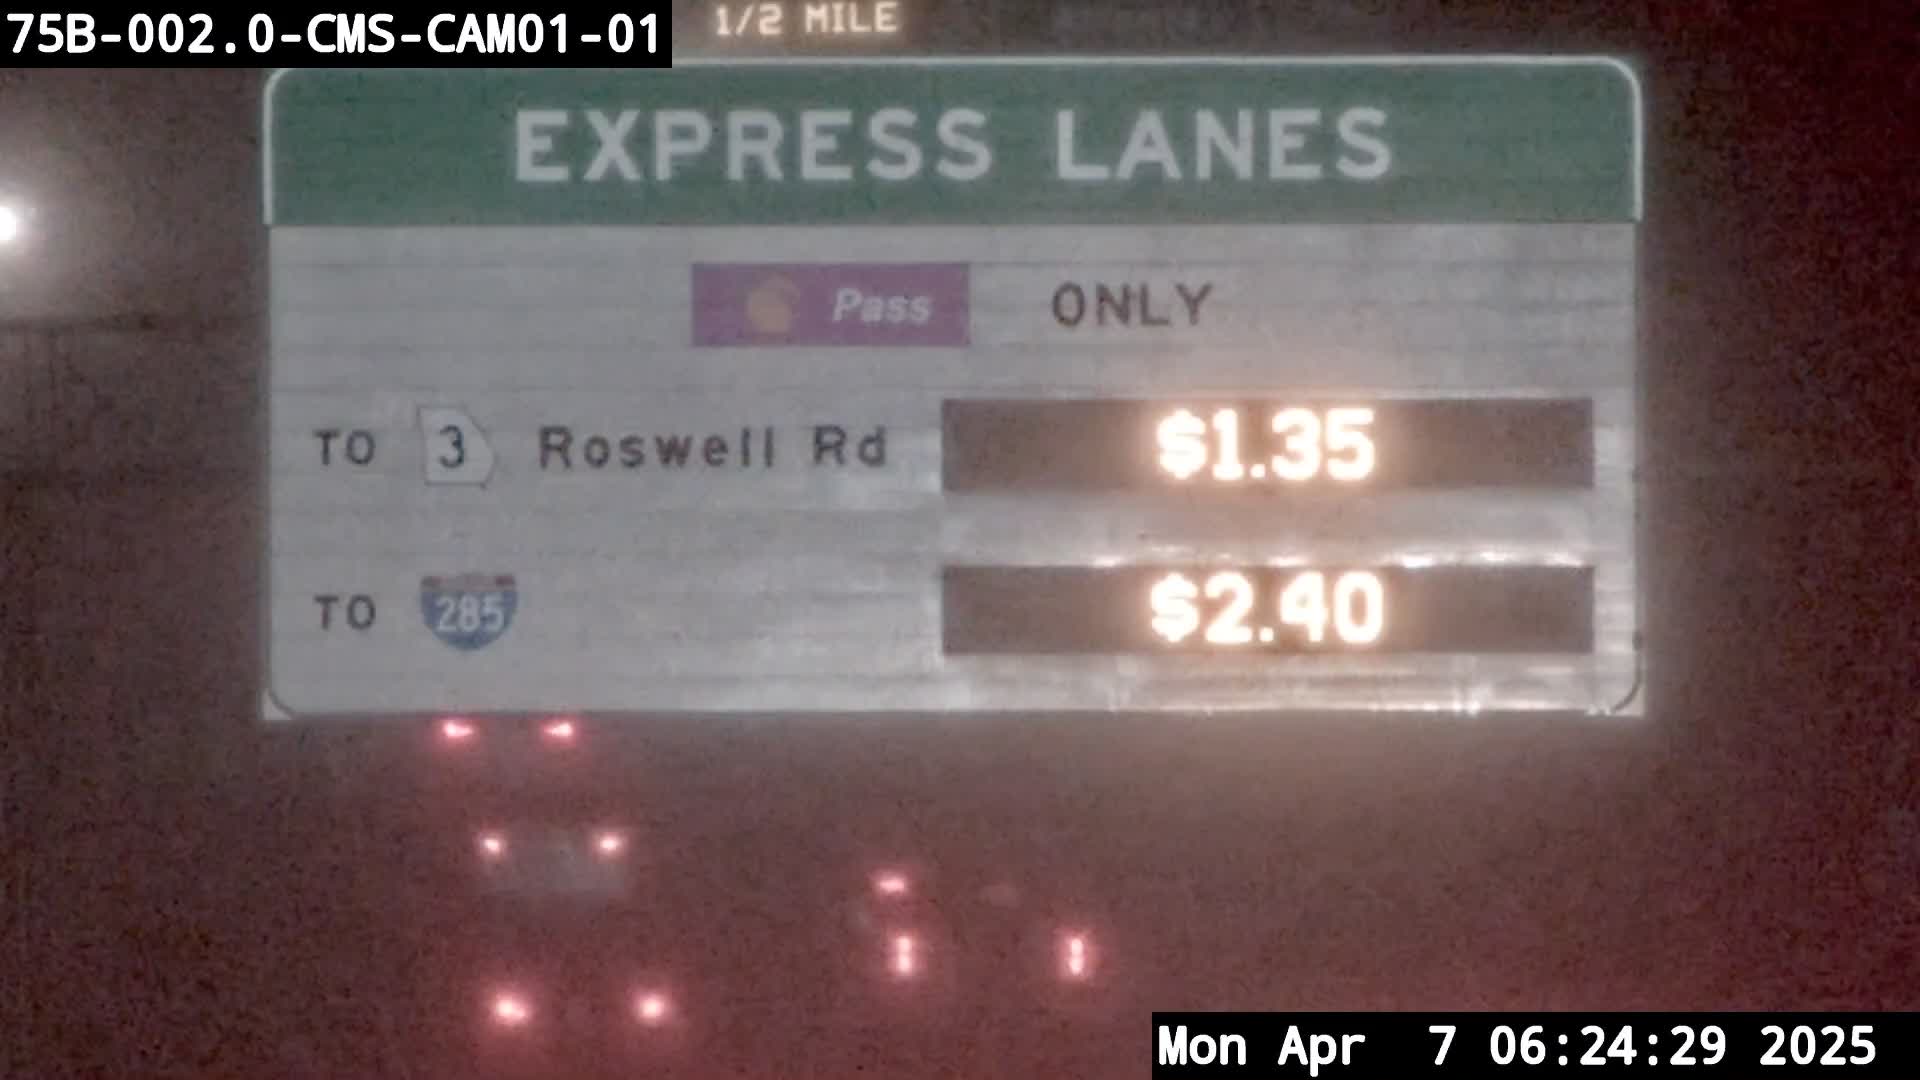 75B-002.0-CMS-CAM01-01
1/2 MILE
EXPRESS LANES
Pass ONLY
TO 3 Roswell Rd $1.35
TO 285 $2.40
Mon Apr 7 06:24:29 2025